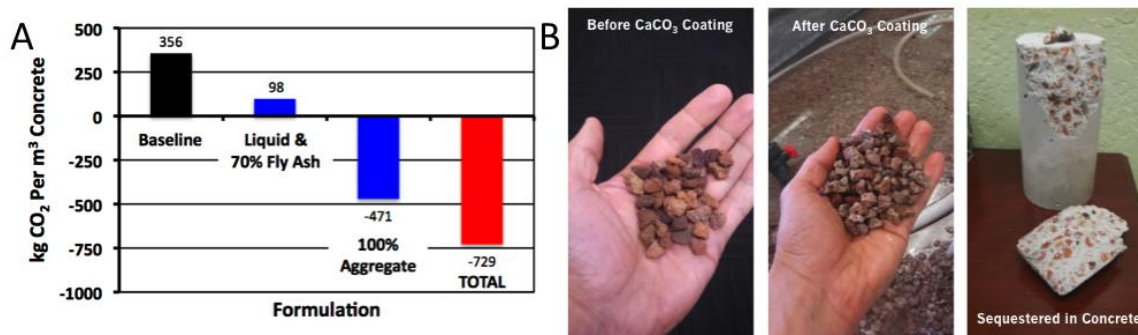 A
kg CO₂ Per m³ Concrete
500
250
0
-250
-500
-750
-1000
356
Baseline
98
Liquid &
70% Fly Ash
-471
100%
Aggregate
-729
TOTAL
Formulation
B
Before CaCO₃ Coating
After CaCO₃ Coating
Sequestered in Concrete